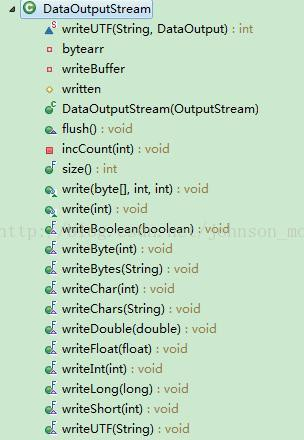 DataOutputStream
writeUTF(String, DataOutput) : int
bytearr
writeBuffer
written
DataOutputStream(OutputStream)
flush() : void
incCount(int) : void
size() : int
write(byte[], int, int) : void
write(int) : void
writeBoolean(boolean) : void
writeByte(int) : void
writeBytes(String) : void
writeChar(int) : void
writeChars(String) : void
writeDouble(double) : void
writeFloat(float) : void
writeInt(int) : void
writeLong(long) : void
writeShort(int) : void
writeUTF(String) : void